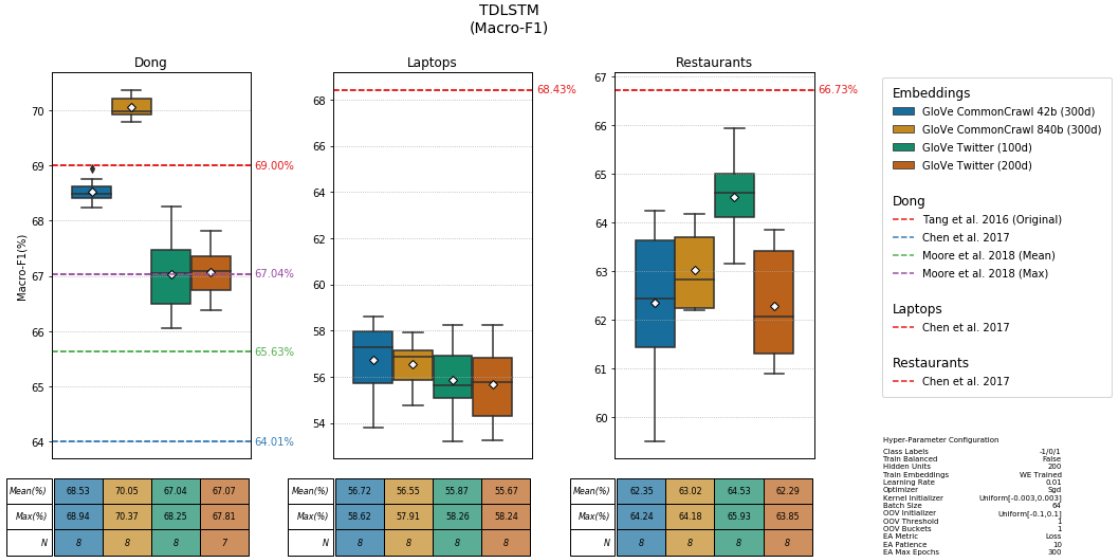 TDLSTM
(Macro-F1)
Dong
Laptops
Restaurants
Macro-F1(%)
70
69
68
67
66
65
64
69.00%
67.04%
65.63%
64.01%
68
66
64
62
60
58
56
54
68.43%
67
66
65
64
63
62
61
60
66.73%
Embeddings
GloVe CommonCrawl 42b (300d)
GloVe CommonCrawl 840b (300d)
GloVe Twitter (100d)
GloVe Twitter (200d)
Dong
Tang et al. 2016 (Original)
Chen et al. 2017
Moore et al. 2018 (Mean)
Moore et al. 2018 (Max)
Laptops
Chen et al. 2017
Restaurants
Chen et al. 2017
Mean(%) 68.53 70.05 67.04 67.07
Max(%) 68.94 70.37 68.25 67.81
N 8 8 8 7
Mean(%) 56.72 56.55 55.87 55.67
Max(%) 58.62 57.91 58.26 58.24
N 8 8 8 8
Mean(%) 62.35 63.02 64.53 62.29
Max(%) 64.24 64.18 65.93 63.85
N 8 8 8 8
Hyper-Parameter Configuration
Class Labels -1/0/1
Train Balanced False
Hidden Units 200
Train Embeddings WE Trained
Learning Rate 0.01
Optimizer Sgd
Kernel Initializer Uniform[-0.003,0.003]
Batch Size 64
OOV Initializer Uniform[-0.1,0.1]
OOV Threshold 1
OOV Buckets 1
EA Metric Loss
EA Patience 10
EA Max Epochs 300